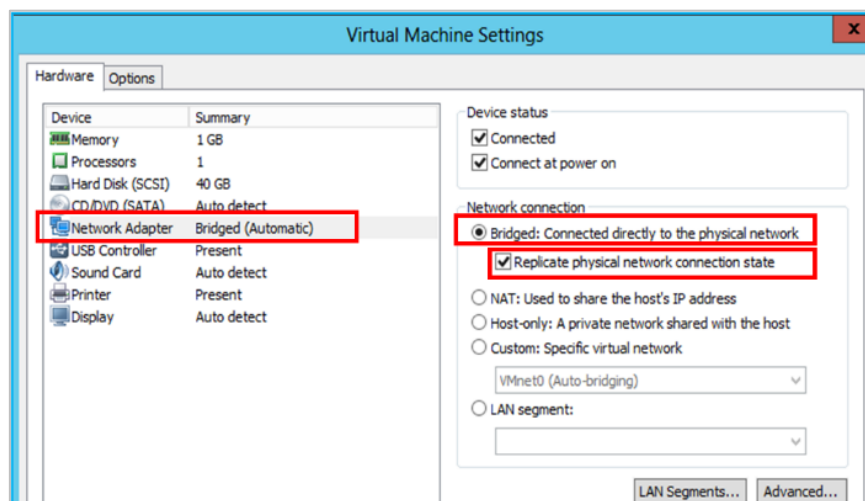 Virtual Machine Settings
x
Hardware Options
Device Summary
Memory 1 GB
Processors 1
Hard Disk (SCSI) 40 GB
CD/DVD (SATA) Auto detect
Network Adapter Bridged (Automatic)
USB Controller Present
Sound Card Auto detect
Printer Present
Display Auto detect
Device status
Connected
Connect at power on
Network connection
Bridged: Connected directly to the physical network
Replicate physical network connection state
NAT: Used to share the host's IP address
Host-only: A private network shared with the host
Custom: Specific virtual network
VMnet0 (Auto-bridging)
LAN segment:
LAN Segments... Advanced...